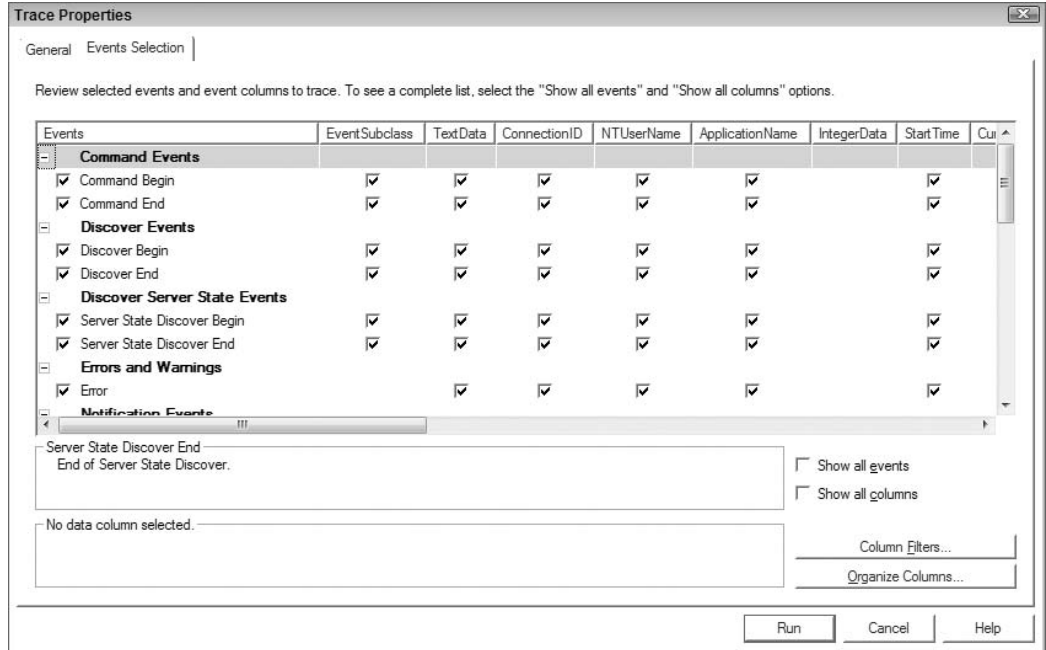 Trace Properties
General Events Selection
Review selected events and event columns to trace. To see a complete list, select the "Show all events" and "Show all columns" options.
Events EventSubclass TextData ConnectionID NTUserName ApplicationName IntegerData StartTime Cur
Command Events
Command Begin
Command End
Discover Events
Discover Begin
Discover End
Discover Server State Events
Server State Discover Begin
Server State Discover End
Errors and Warnings
Error
Notification Events
Server State Discover End
End of Server State Discover.
Show all events
Show all columns
No data column selected.
Column Filters...
Organize Columns...
Run Cancel Help